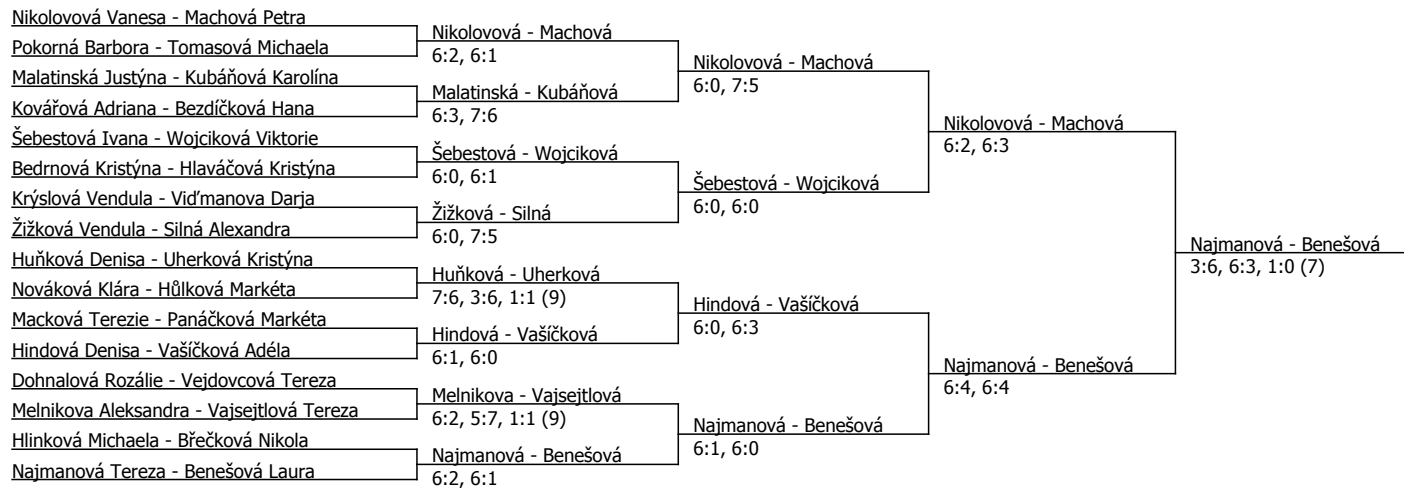 Nikolovová Vanesa - Machová Petra
Pokorná Barbora - Tomasová Michaela
Malatinská Justýna - Kubáňová Karolína
Kovářová Adriana - Bezdíčková Hana
Šebestová Ivana - Wojciková Viktorie
Bedrnová Kristýna - Hlaváčová Kristýna
Krýslová Vendula - Viďmanova Darja
Žižková Vendula - Silná Alexandra
Huňková Denisa - Uherková Kristýna
Nováková Klára - Hůlková Markéta
Macková Terezie - Panáčková Markéta
Hindová Denisa - Vašíčková Adéla
Dohnalová Rozálie - Vejdovcová Tereza
Melnikova Aleksandra - Vajsejtlová Tereza
Hlinková Michaela - Břečková Nikola
Najmanová Tereza - Benešová Laura
Nikolovová - Machová
6:2, 6:1
Malatinská - Kubáňová
6:3, 7:6
Šebestová - Wojciková
6:0, 6:1
Žižková - Silná
6:0, 7:5
Huňková - Uherková
7:6, 3:6, 1:1 (9)
Hindová - Vašíčková
6:1, 6:0
Melnikova - Vajsejtlová
6:2, 5:7, 1:1 (9)
Najmanová - Benešová
6:2, 6:1
Nikolovová - Machová
6:0, 7:5
Šebestová - Wojciková
6:0, 6:0
Hindová - Vašíčková
6:0, 6:3
Najmanová - Benešová
6:1, 6:0
Nikolovová - Machová
6:2, 6:3
Najmanová - Benešová
6:4, 6:4
Najmanová - Benešová
3:6, 6:3, 1:0 (7)